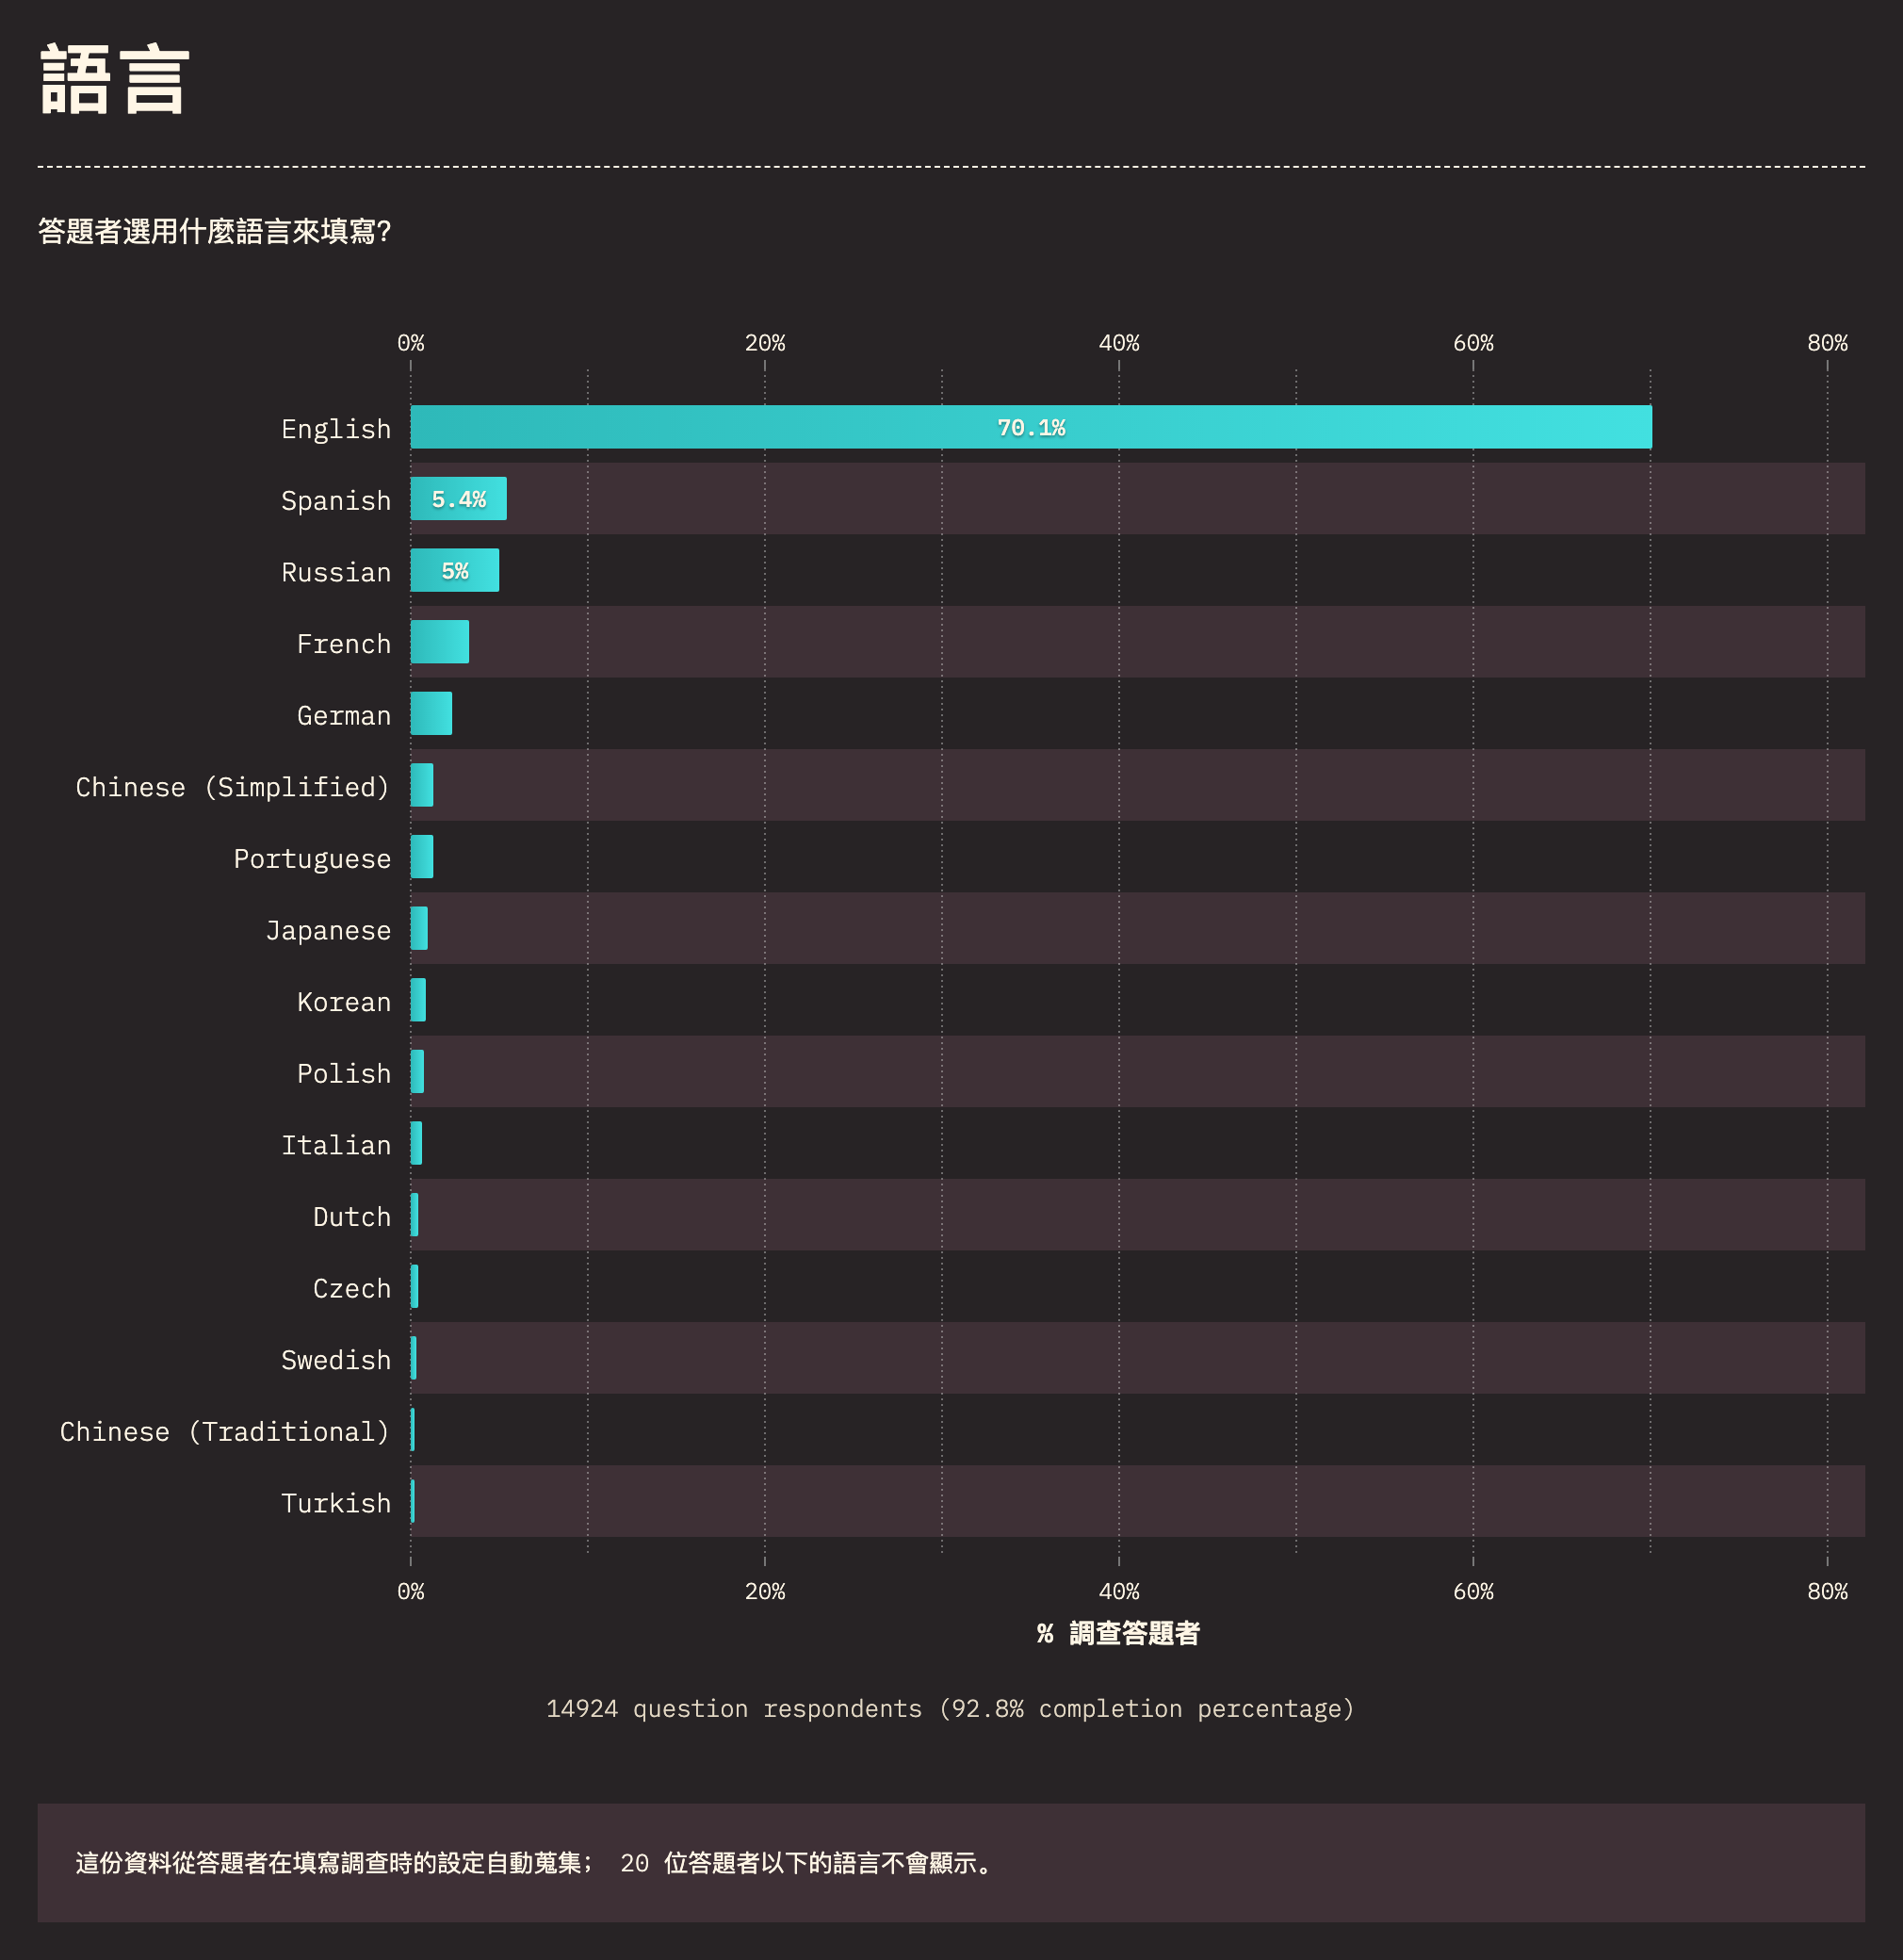 語言
答題者選用什麼語言來填寫?
0% 20% 40% 60% 80%
English 70.1%
Spanish 5.4%
Russian 5%
French
German
Chinese (Simplified)
Portuguese
Japanese
Korean
Polish
Italian
Dutch
Czech
Swedish
Chinese (Traditional)
Turkish
0% 20% 40% 60% 80%
% 調查答題者
14924 question respondents (92.8% completion percentage)
這份資料從答題者在填寫調查時的設定自動蒐集； 20 位答題者以下的語言不會顯示。